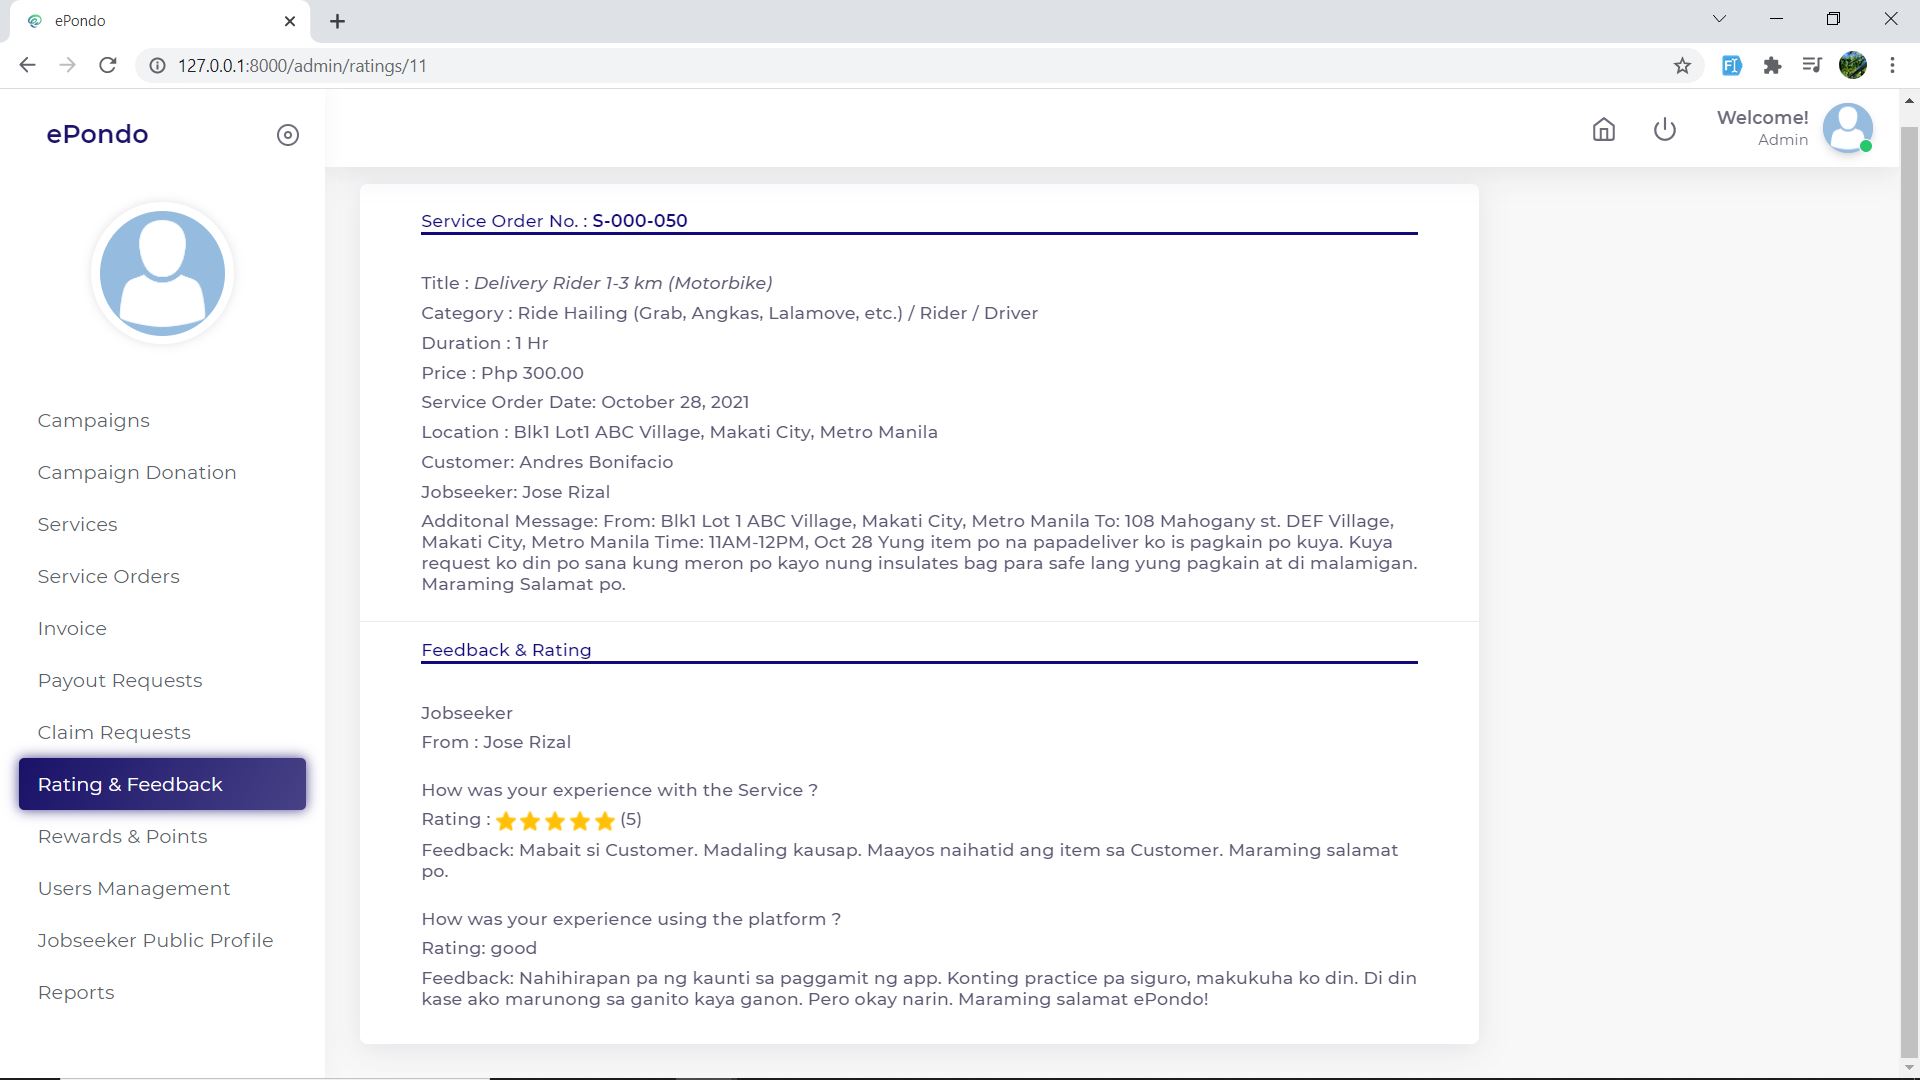 ePondo
127.0.0.1:8000/admin/ratings/11
ePondo
Welcome!
Admin
Campaigns
Campaign Donation
Services
Service Orders
Invoice
Payout Requests
Claim Requests
Rating & Feedback
Rewards & Points
Users Management
Jobseeker Public Profile
Reports
Service Order No. : S-000-050
Title : Delivery Rider 1-3 km (Motorbike)
Category : Ride Hailing (Grab, Angkas, Lalamove, etc.) / Rider / Driver
Duration : 1 Hr
Price : Php 300.00
Service Order Date: October 28, 2021
Location : Blk1 Lot1 ABC Village, Makati City, Metro Manila
Customer: Andres Bonifacio
Jobseeker: Jose Rizal
Additonal Message: From: Blk1 Lot 1 ABC Village, Makati City, Metro Manila To: 108 Mahogany st. DEF Village,
Makati City, Metro Manila Time: 11AM-12PM, Oct 28 Yung item po na papadeliver ko is pagkain po kuya. Kuya
request ko din po sana kung meron po kayo nung insulates bag para safe lang yung pagkain at di malamigan.
Maraming Salamat po.
Feedback & Rating
Jobseeker
From : Jose Rizal
How was your experience with the Service ?
Rating : (5)
Feedback: Mabait si Customer. Madaling kausap. Maayos naihatid ang item sa Customer. Maraming salamat
po.
How was your experience using the platform ?
Rating: good
Feedback: Nahihirapan pa ng kaunti sa paggamit ng app. Konting practice pa siguro, makukuha ko din. Di din
kase ako marunong sa ganito kaya ganon. Pero okay narin. Maraming salamat ePondo!